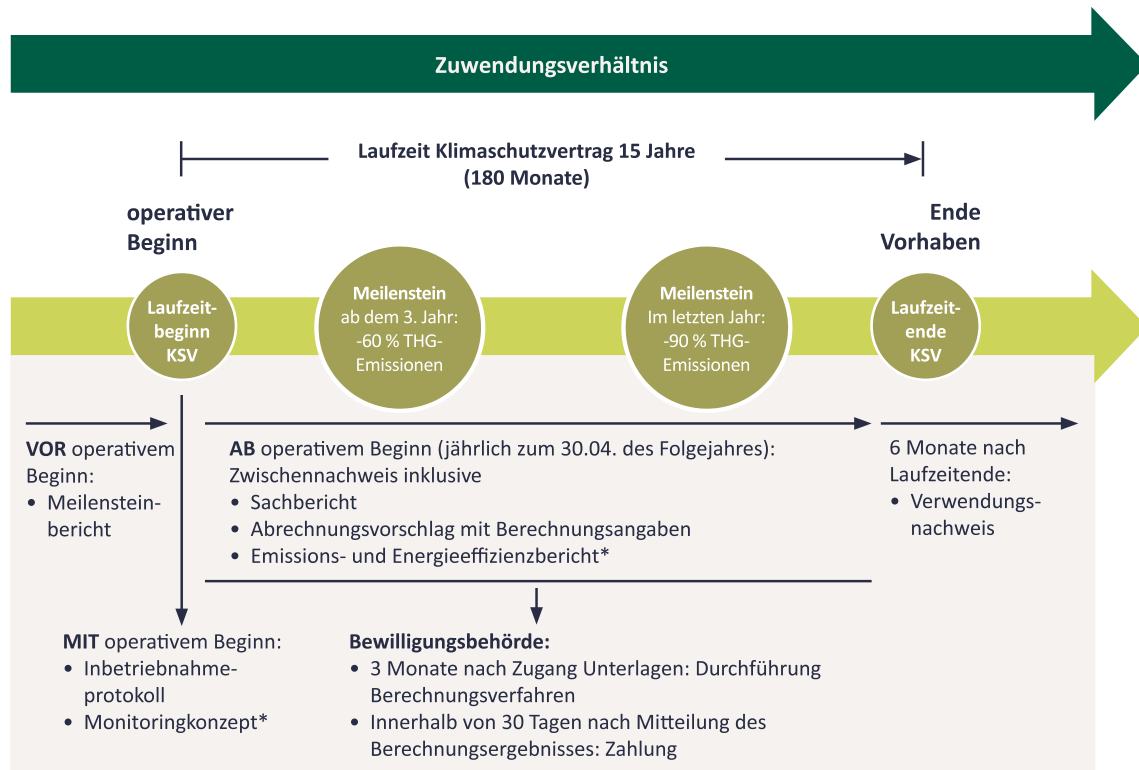 Zuwendungsverhältnis
Laufzeit Klimaschutzvertrag 15 Jahre
(180 Monate)
operativer
Beginn
Ende
Vorhaben
Laufzeit-
beginn
KSV
Meilenstein
ab dem 3. Jahr:
-60 % THG-
Emissionen
Meilenstein
Im letzten Jahr:
-90 % THG-
Emissionen
Laufzeit-
ende
KSV
VOR operativem
Beginn:
• Meilenstein-
bericht
AB operativem Beginn (jährlich zum 30.04. des Folgejahres):
Zwischennachweis inklusive
• Sachbericht
• Abrechnungsvorschlag mit Berechnungsangaben
• Emissions- und Energieeffizienzbericht*
6 Monate nach
Laufzeitende:
• Verwendungs-
nachweis
MIT operativem Beginn:
• Inbetriebnahme-
protokoll
• Monitoringkonzept*
Bewilligungsbehörde:
• 3 Monate nach Zugang Unterlagen: Durchführung
Berechnungsverfahren
• Innerhalb von 30 Tagen nach Mitteilung des
Berechnungsergebnisses: Zahlung